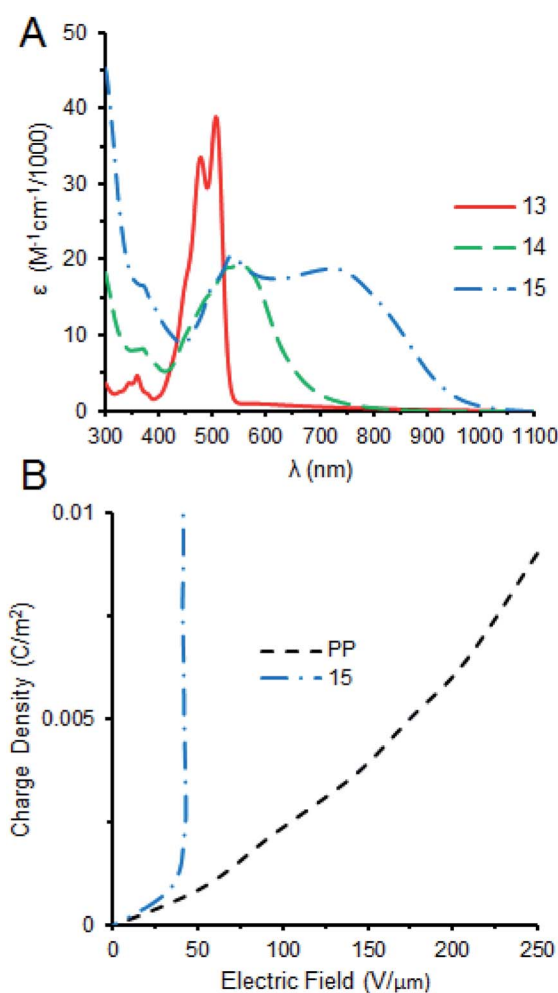 A
50
40
30
20
10
0
ε (M⁻¹cm⁻¹/1000)
13
14
15
300 400 500 600 700 800 900 1000 1100
λ (nm)
B
0.01
0.005
0
Charge Density (C/m²)
PP
15
0 50 100 150 200 250
Electric Field (V/μm)